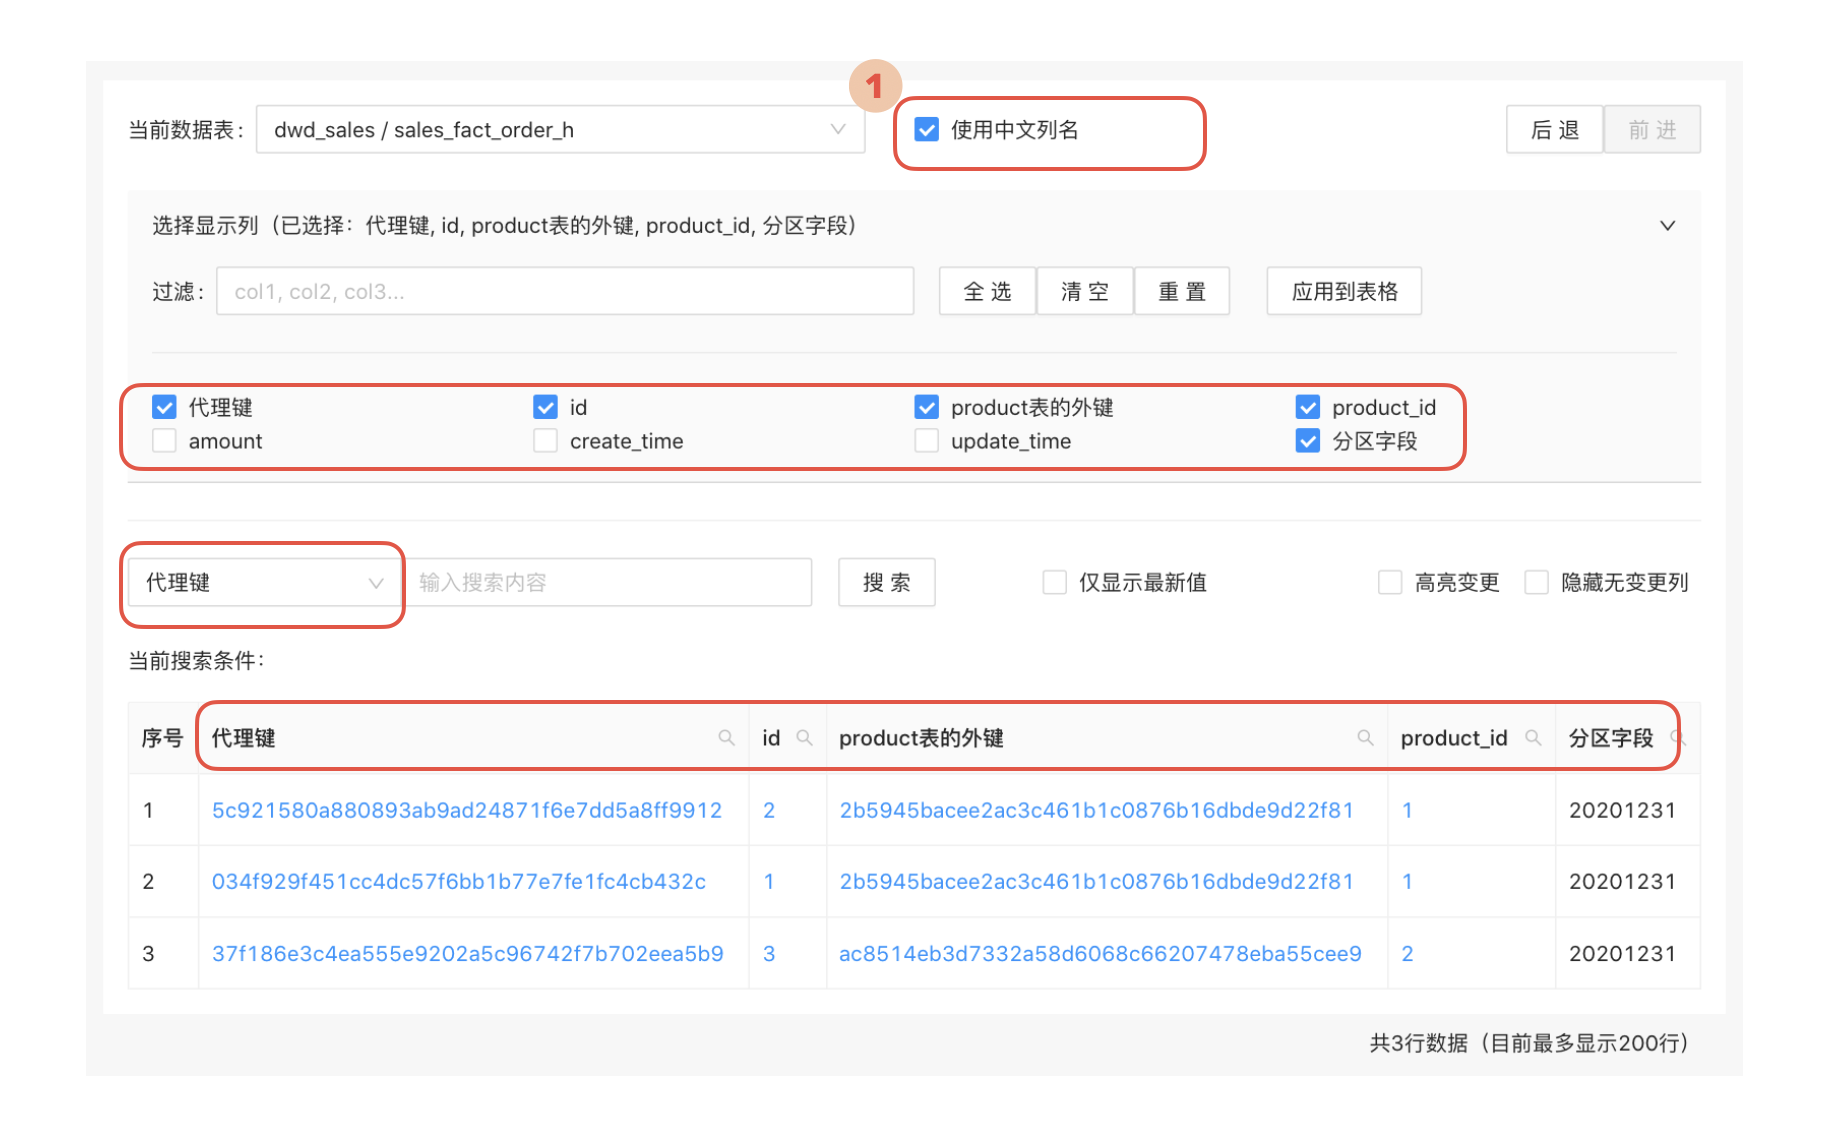 1
当前数据表： dwd_sales / sales_fact_order_h 使用中文列名 后 退 前 进
选择显示列（已选择：代理键, id, product表的外键, product_id, 分区字段）
过滤： col1, col2, col3... 全 选 清 空 重 置 应用到表格
代理键 id product表的外键 product_id
amount create_time update_time 分区字段
代理键 输入搜索内容 搜 索 仅显示最新值 高亮变更 隐藏无变更列
当前搜索条件：
序号 代理键 id product表的外键 product_id 分区字段
1 5c921580a880893ab9ad24871f6e7dd5a8ff9912 2 2b5945bacee2ac3c461b1c0876b16dbde9d22f81 1 20201231
2 034f929f451cc4dc57f6bb1b77e7fe1fc4cb432c 1 2b5945bacee2ac3c461b1c0876b16dbde9d22f81 1 20201231
3 37f186e3c4ea555e9202a5c96742f7b702eea5b9 3 ac8514eb3d7332a58d6068c66207478eba55cee9 2 20201231
共3行数据（目前最多显示200行）